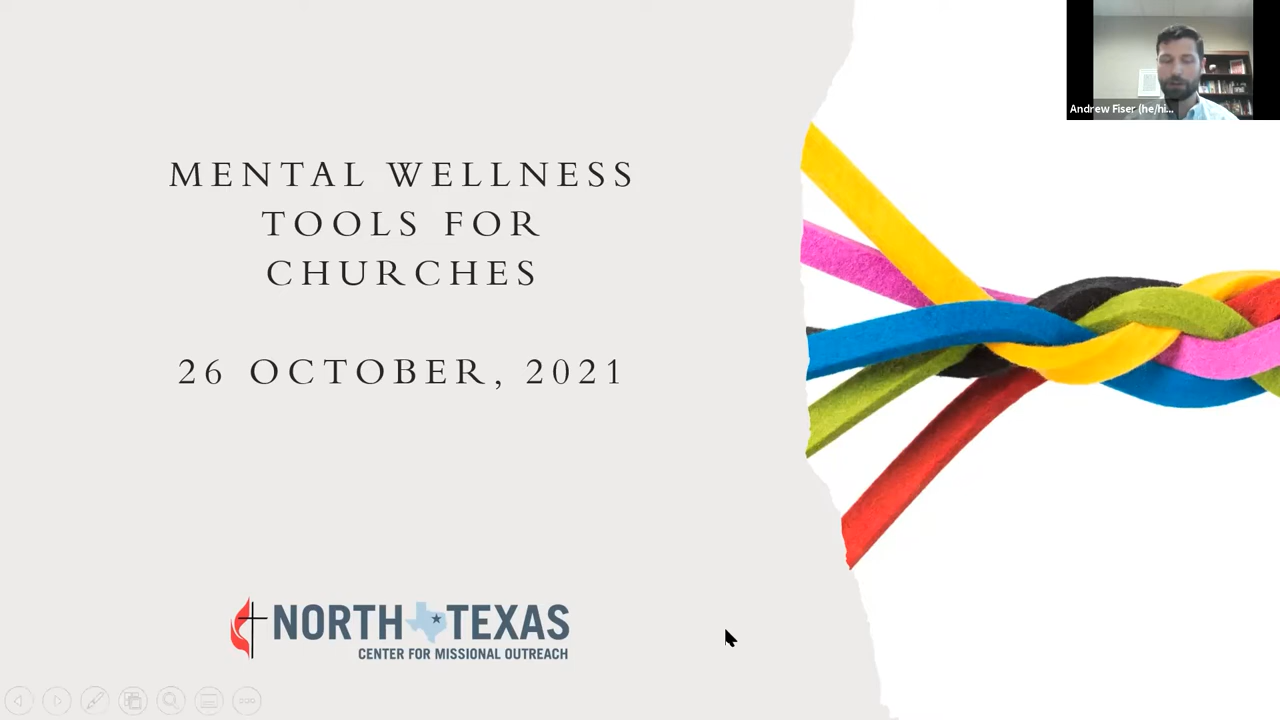 MENTAL WELLNESS
TOOLS FOR
CHURCHES
26 OCTOBER, 2021
NORTH TEXAS
CENTER FOR MISSIONAL OUTREACH
Andrew Fiser (he/hi...